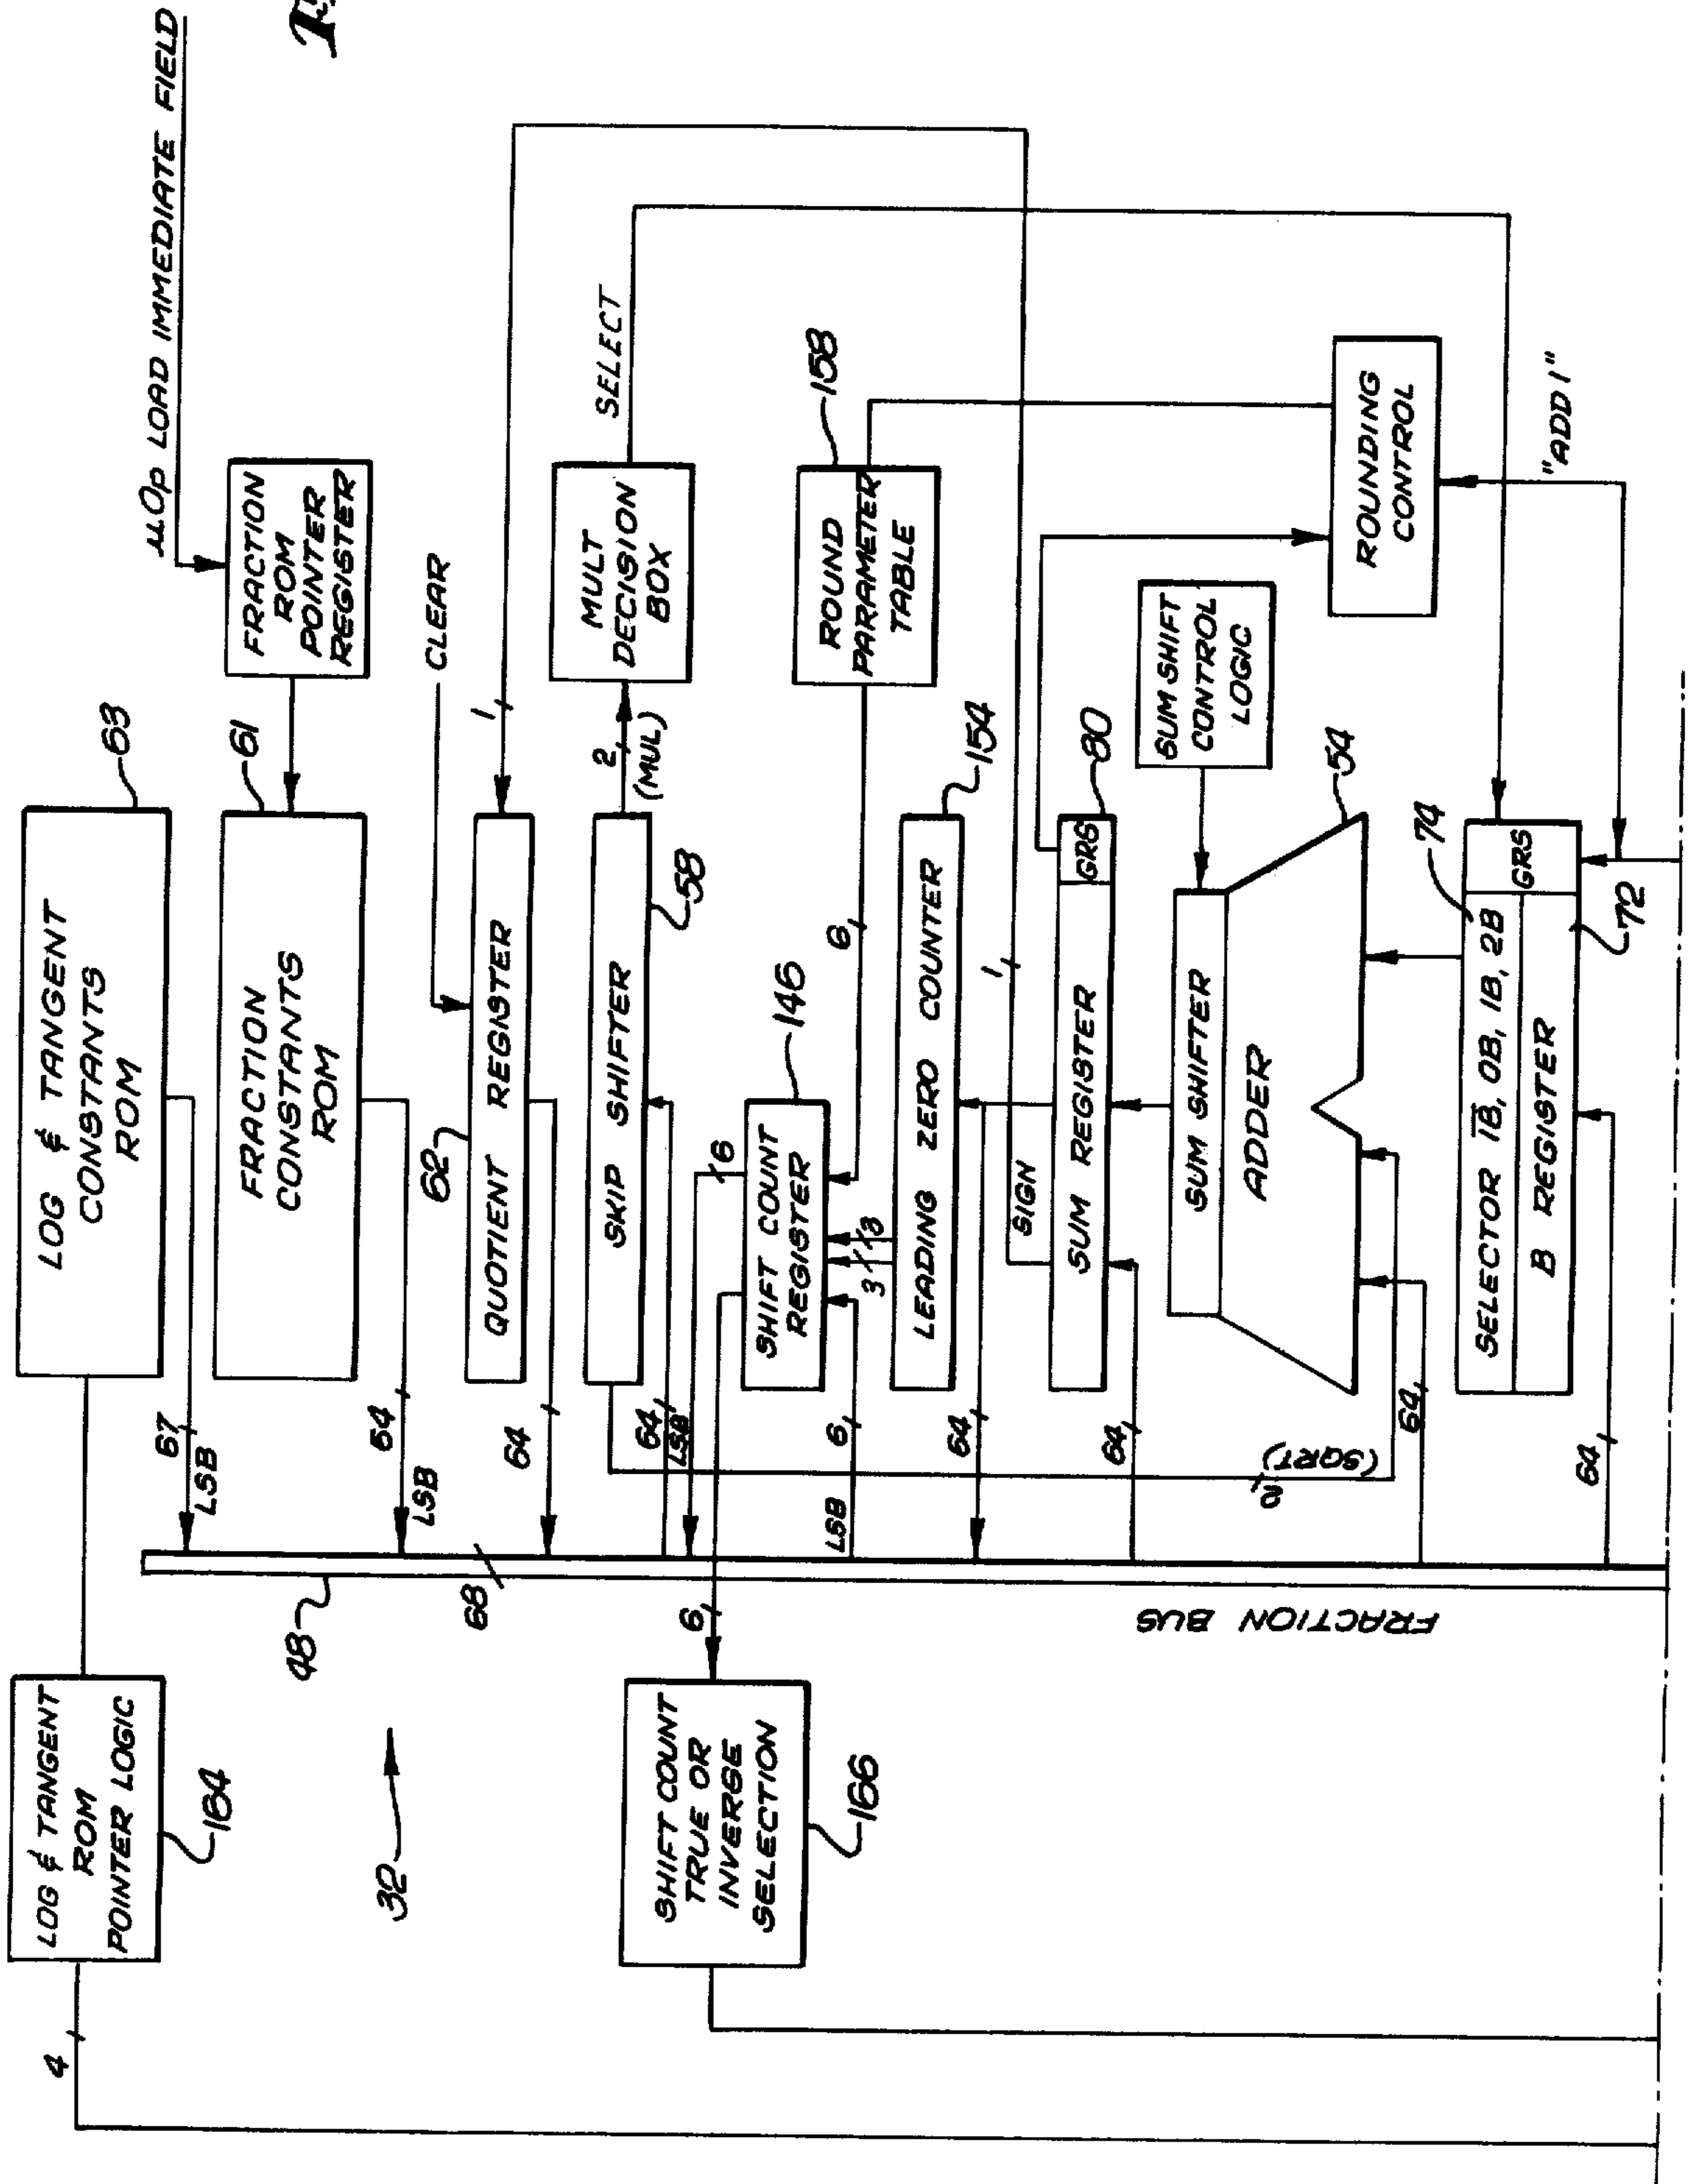 µOp LOAD IMMEDIATE FIELD
4
LOG & TANGENT
ROM
POINTER LOGIC
164
LOG & TANGENT
CONSTANTS
ROM
63
67
LSB
FRACTION
ROM
POINTER
REGISTER
FRACTION
CONSTANTS
ROM
61
64
LSB
32
48
68
FRACTION BUS
CLEAR
62
QUOTIENT REGISTER
1
64
SKIP SHIFTER
58
2
(MUL)
MULT
DECISION
BOX
SELECT
64
LSB
SHIFT COUNT
TRUE OR
INVERGE
SELECTION
166
6
SHIFT COUNT
REGISTER
146
6
6
LSB
6
3
3
ROUND
PARAMETER
TABLE
158
LEADING ZERO COUNTER
154
64
SIGN
1
SUM REGISTER
GRS
80
64
SUM SHIFT
CONTROL
LOGIC
SUM SHIFTER
ADDER
54
2
(SQRT)
64
ROUNDING
CONTROL
"ADD 1"
SELECTOR 1B̅, 0B, 1B, 2B
74
B REGISTER
GRS
72
64